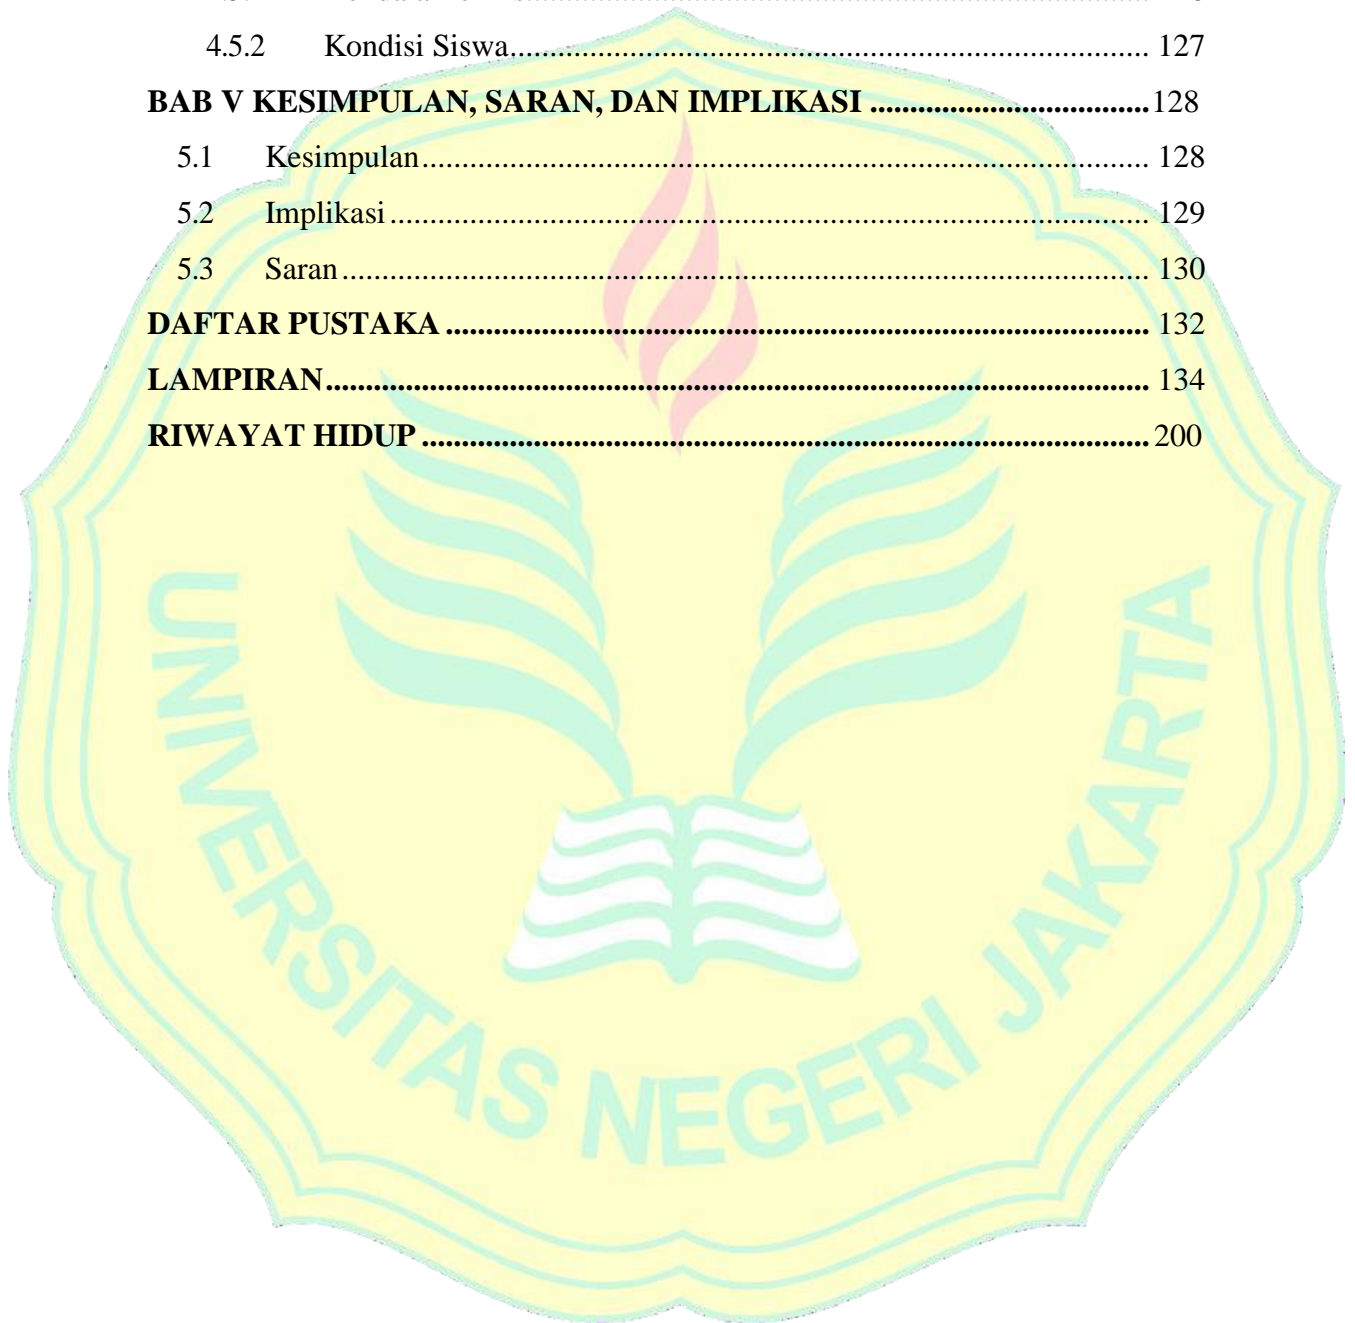 4.5.2 Kondisi Siswa........................................................................ 127
BAB V KESIMPULAN, SARAN, DAN IMPLIKASI ..................................128
5.1 Kesimpulan........................................................................................ 128
5.2 Implikasi ............................................................................................ 129
5.3 Saran .................................................................................................. 130
DAFTAR PUSTAKA ..................................................................................... 132
LAMPIRAN.................................................................................................... 134
RIWAYAT HIDUP ........................................................................................200
UNIVERSITAS NEGERI JAKARTA